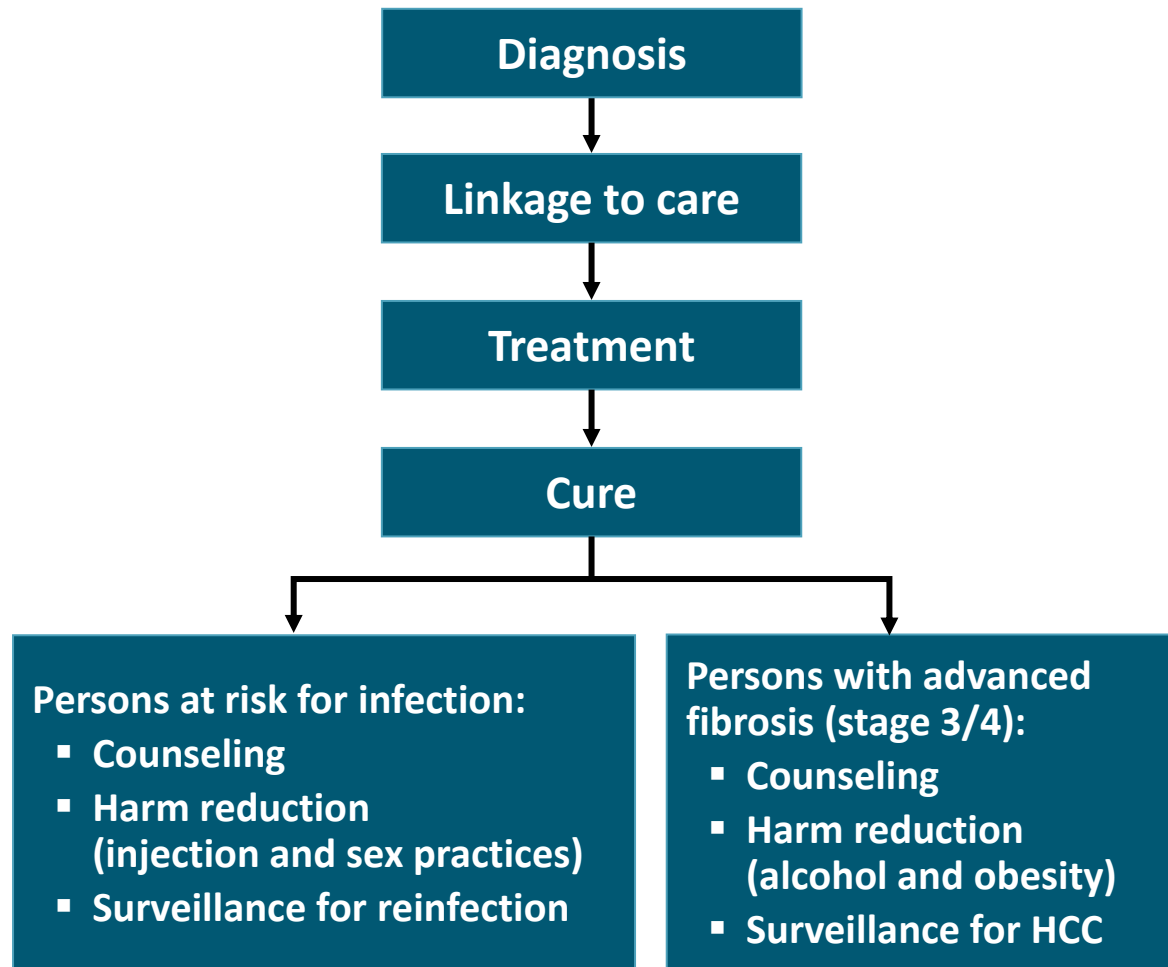 Diagnosis
Linkage to care
Treatment
Cure
Persons at risk for infection:
▪ Counseling
▪ Harm reduction
(injection and sex practices)
▪ Surveillance for reinfection
Persons with advanced
fibrosis (stage 3/4):
▪ Counseling
▪ Harm reduction
(alcohol and obesity)
▪ Surveillance for HCC